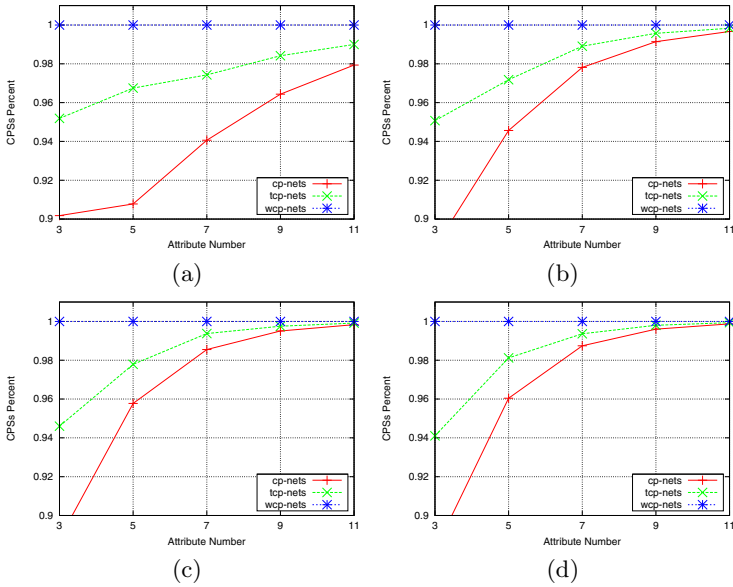 1
0.98
0.96
0.94
0.92
0.9
CPSs Percent
3 5 7 9 11
Attribute Number
cp-nets
tcp-nets
wcp-nets
(a)
1
0.98
0.96
0.94
0.92
0.9
CPSs Percent
3 5 7 9 11
Attribute Number
cp-nets
tcp-nets
wcp-nets
(b)
1
0.98
0.96
0.94
0.92
0.9
CPSs Percent
3 5 7 9 11
Attribute Number
cp-nets
tcp-nets
wcp-nets
(c)
1
0.98
0.96
0.94
0.92
0.9
CPSs Percent
3 5 7 9 11
Attribute Number
cp-nets
tcp-nets
wcp-nets
(d)